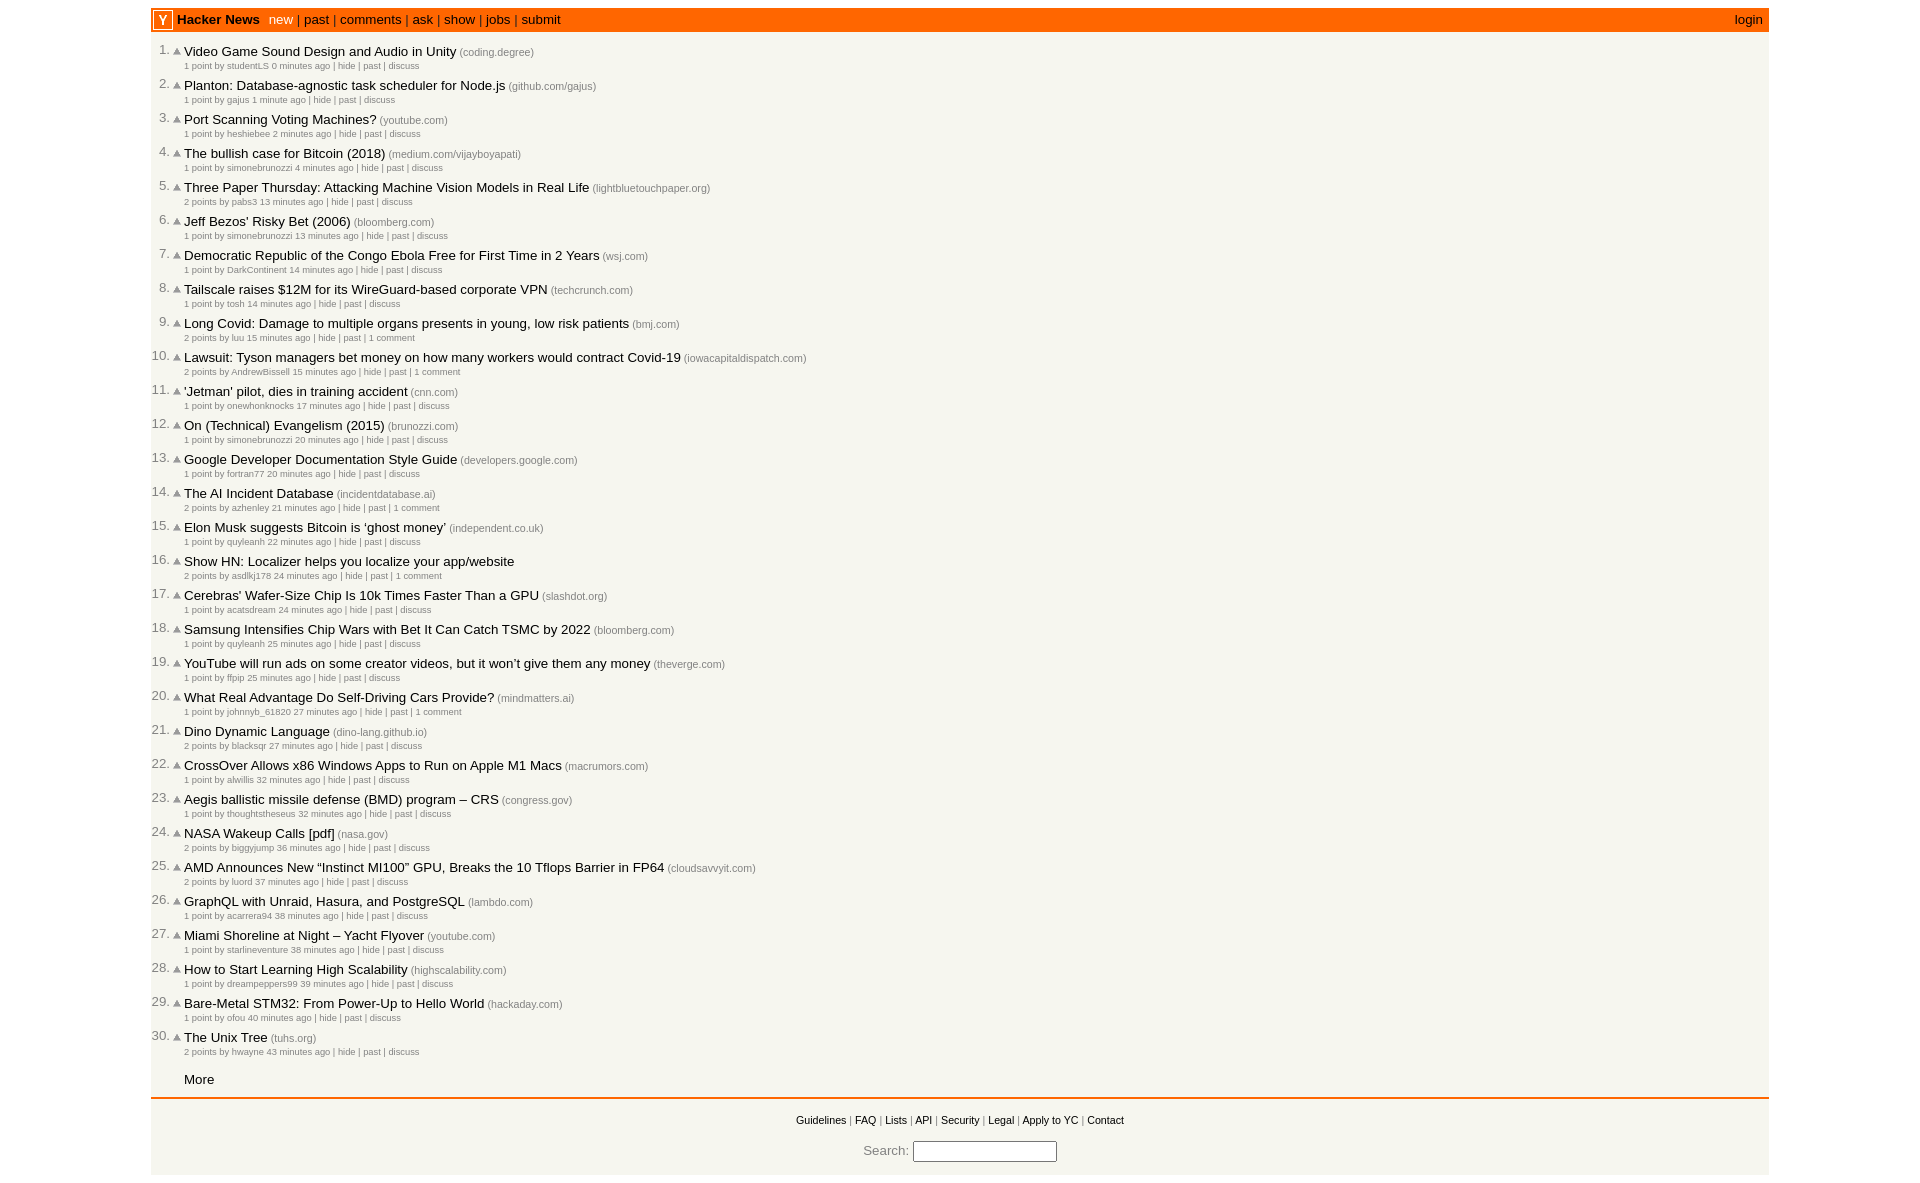 Y Hacker News new | past | comments | ask | show | jobs | submit login
1. Video Game Sound Design and Audio in Unity (coding.degree)
1 point by studentLS 0 minutes ago | hide | past | discuss
2. Planton: Database-agnostic task scheduler for Node.js (github.com/gajus)
1 point by gajus 1 minute ago | hide | past | discuss
3. Port Scanning Voting Machines? (youtube.com)
1 point by heshiebee 2 minutes ago | hide | past | discuss
4. The bullish case for Bitcoin (2018) (medium.com/vijayboyapati)
1 point by simonebrunozzi 4 minutes ago | hide | past | discuss
5. Three Paper Thursday: Attacking Machine Vision Models in Real Life (lightbluetouchpaper.org)
2 points by pabs3 13 minutes ago | hide | past | discuss
6. Jeff Bezos' Risky Bet (2006) (bloomberg.com)
1 point by simonebrunozzi 13 minutes ago | hide | past | discuss
7. Democratic Republic of the Congo Ebola Free for First Time in 2 Years (wsj.com)
1 point by DarkContinent 14 minutes ago | hide | past | discuss
8. Tailscale raises $12M for its WireGuard-based corporate VPN (techcrunch.com)
1 point by tosh 14 minutes ago | hide | past | discuss
9. Long Covid: Damage to multiple organs presents in young, low risk patients (bmj.com)
2 points by luu 15 minutes ago | hide | past | 1 comment
10. Lawsuit: Tyson managers bet money on how many workers would contract Covid-19 (iowacapitaldispatch.com)
2 points by AndrewBissell 15 minutes ago | hide | past | 1 comment
11. 'Jetman' pilot, dies in training accident (cnn.com)
1 point by onewhonknocks 17 minutes ago | hide | past | discuss
12. On (Technical) Evangelism (2015) (brunozzi.com)
1 point by simonebrunozzi 20 minutes ago | hide | past | discuss
13. Google Developer Documentation Style Guide (developers.google.com)
1 point by fortran77 20 minutes ago | hide | past | discuss
14. The AI Incident Database (incidentdatabase.ai)
2 points by azhenley 21 minutes ago | hide | past | 1 comment
15. Elon Musk suggests Bitcoin is ‘ghost money’ (independent.co.uk)
1 point by quyleanh 22 minutes ago | hide | past | discuss
16. Show HN: Localizer helps you localize your app/website
2 points by asdlkj178 24 minutes ago | hide | past | 1 comment
17. Cerebras' Wafer-Size Chip Is 10k Times Faster Than a GPU (slashdot.org)
1 point by acatsdream 24 minutes ago | hide | past | discuss
18. Samsung Intensifies Chip Wars with Bet It Can Catch TSMC by 2022 (bloomberg.com)
1 point by quyleanh 25 minutes ago | hide | past | discuss
19. YouTube will run ads on some creator videos, but it won’t give them any money (theverge.com)
1 point by ffpip 25 minutes ago | hide | past | discuss
20. What Real Advantage Do Self-Driving Cars Provide? (mindmatters.ai)
1 point by johnnyb_61820 27 minutes ago | hide | past | 1 comment
21. Dino Dynamic Language (dino-lang.github.io)
2 points by blacksqr 27 minutes ago | hide | past | discuss
22. CrossOver Allows x86 Windows Apps to Run on Apple M1 Macs (macrumors.com)
1 point by alwillis 32 minutes ago | hide | past | discuss
23. Aegis ballistic missile defense (BMD) program – CRS (congress.gov)
1 point by thoughtstheseus 32 minutes ago | hide | past | discuss
24. NASA Wakeup Calls [pdf] (nasa.gov)
2 points by biggyjump 36 minutes ago | hide | past | discuss
25. AMD Announces New “Instinct MI100” GPU, Breaks the 10 Tflops Barrier in FP64 (cloudsavvyit.com)
2 points by luord 37 minutes ago | hide | past | discuss
26. GraphQL with Unraid, Hasura, and PostgreSQL (lambdo.com)
1 point by acarrera94 38 minutes ago | hide | past | discuss
27. Miami Shoreline at Night – Yacht Flyover (youtube.com)
1 point by starlineventure 38 minutes ago | hide | past | discuss
28. How to Start Learning High Scalability (highscalability.com)
1 point by dreampeppers99 39 minutes ago | hide | past | discuss
29. Bare-Metal STM32: From Power-Up to Hello World (hackaday.com)
1 point by ofou 40 minutes ago | hide | past | discuss
30. The Unix Tree (tuhs.org)
2 points by hwayne 43 minutes ago | hide | past | discuss
More
Guidelines | FAQ | Lists | API | Security | Legal | Apply to YC | Contact
Search: